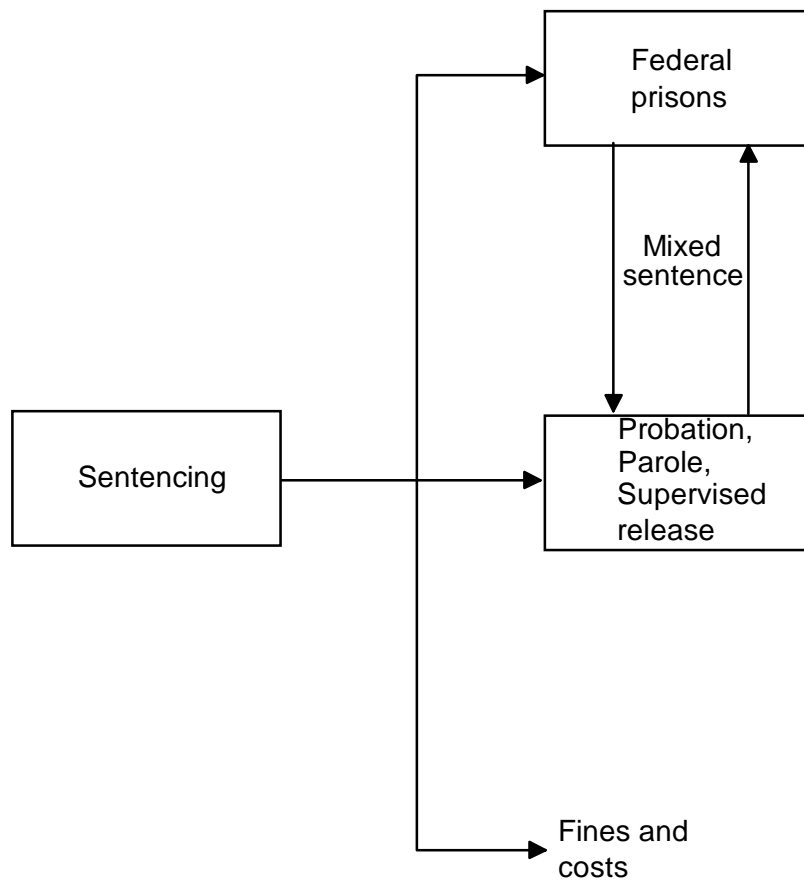 Federal
prisons
Mixed
sentence
Sentencing
Probation,
Parole,
Supervised
release
Fines and
costs